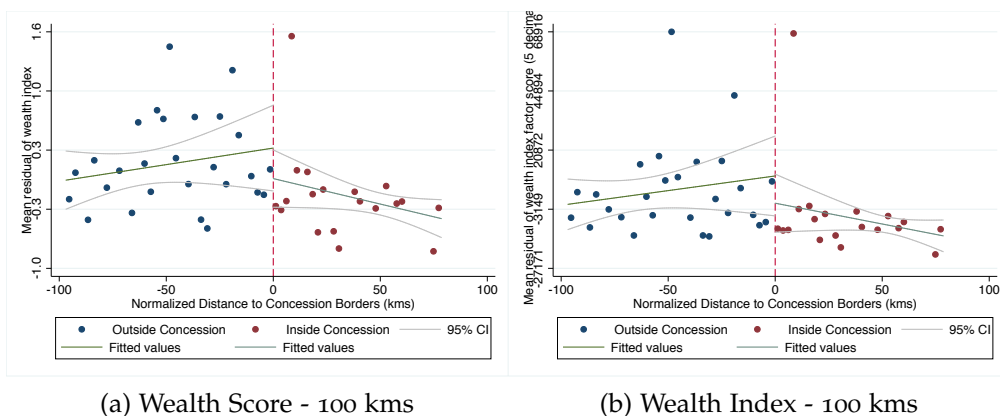 Mean residual of wealth index
1.6
1.0
0.3
-0.3
-1.0
-100
-50
0
50
100
Normalized Distance to Concession Borders (kms)
Outside Concession
Inside Concession
95% CI
Fitted values
Fitted values
(a) Wealth Score - 100 kms
Mean residual of wealth index factor score (5 decima
68916
44894
20872
-3149
-27171
-100
-50
0
50
100
Normalized Distance to Concession Borders (kms)
Outside Concession
Inside Concession
95% CI
Fitted values
Fitted values
(b) Wealth Index - 100 kms